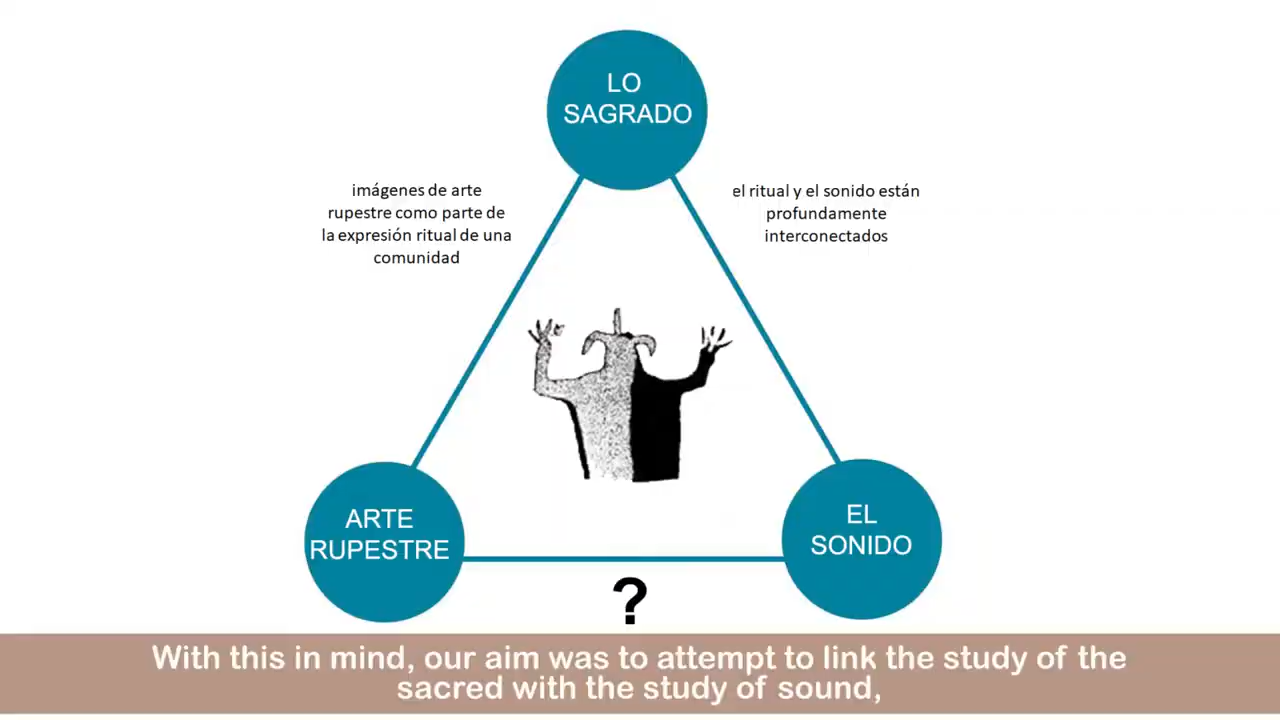 LO
SAGRADO
imágenes de arte
rupestre como parte de
la expresión ritual de una
comunidad
el ritual y el sonido están
profundamente
interconectados
ARTE
RUPESTRE
EL
SONIDO
?
With this in mind, our aim was to attempt to link the study of the
sacred with the study of sound,